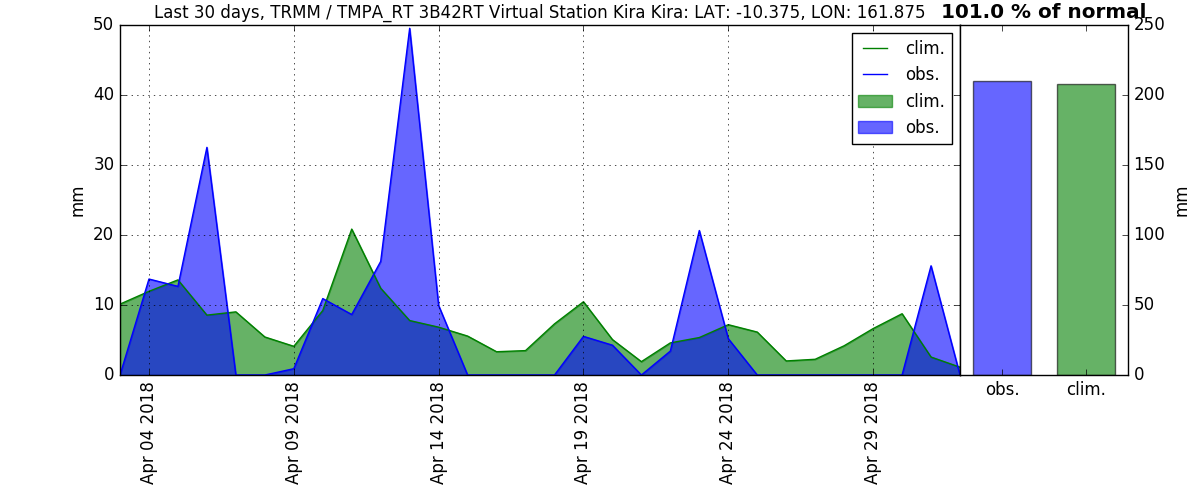 Last 30 days, TRMM / TMPA_RT 3B42RT Virtual Station Kira Kira: LAT: -10.375, LON: 161.875 101.0 % of normal
50
40
30
20
10
0
mm
clim.
obs.
clim.
obs.
Apr 04 2018
Apr 09 2018
Apr 14 2018
Apr 19 2018
Apr 24 2018
Apr 29 2018
250
200
150
100
50
0
mm
obs.
clim.